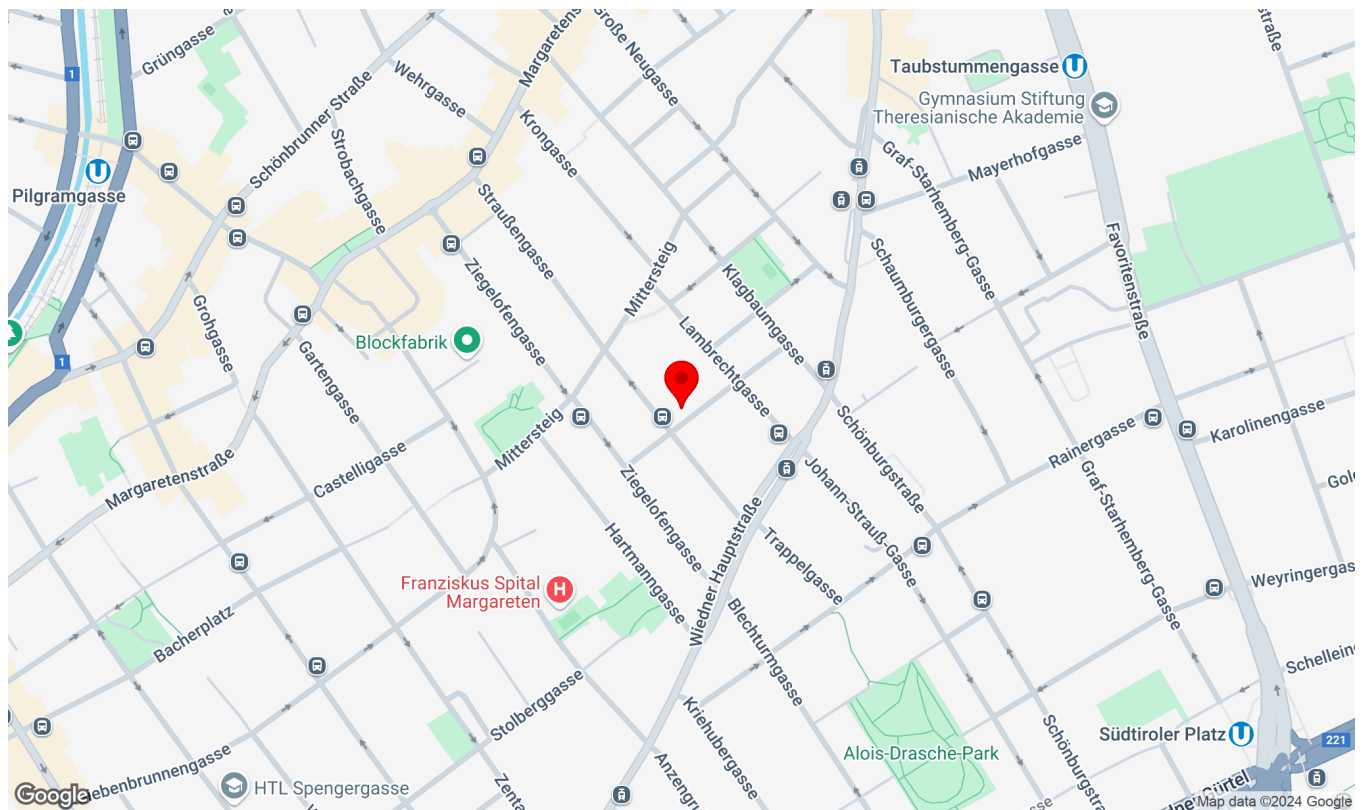 Grüngasse
Wehrgasse
Große Neugasse
Taubstummengasse
Gymnasium Stiftung
Theresianische Akademie
1
Schönbrunner Straße
Strobachgasse
Krongasse
Graf-Starhemberg-Gasse
Mayerhofgasse
Pilgramgasse
Straußengasse
Mittersteig
Klagbaumgasse
Schaumburgergasse
Favoritenstraße
Ziegelofengasse
Grohgasse
Gartengasse
Blockfabrik
Lambrechtgasse
1
Margaretenstraße
Castelligasse
Mittersteig
Schönburgstraße
Rainergasse
Karolinengasse
Ziegelofengasse
Johann-Strauß-Gasse
Graf-Starhemberg-Gasse
Hartmanngasse
Wiedner Hauptstraße
Trappelgasse
Franziskus Spital
Margareten
H
Weyringergas
Bacherplatz
Blechturmgasse
Schellein
Stolberggasse
Kriehubergasse
Alois-Drasche-Park
Schönburgstraße
Südtiroler Platz
221
HTL Spengergasse
Google
Map data ©2024 Google